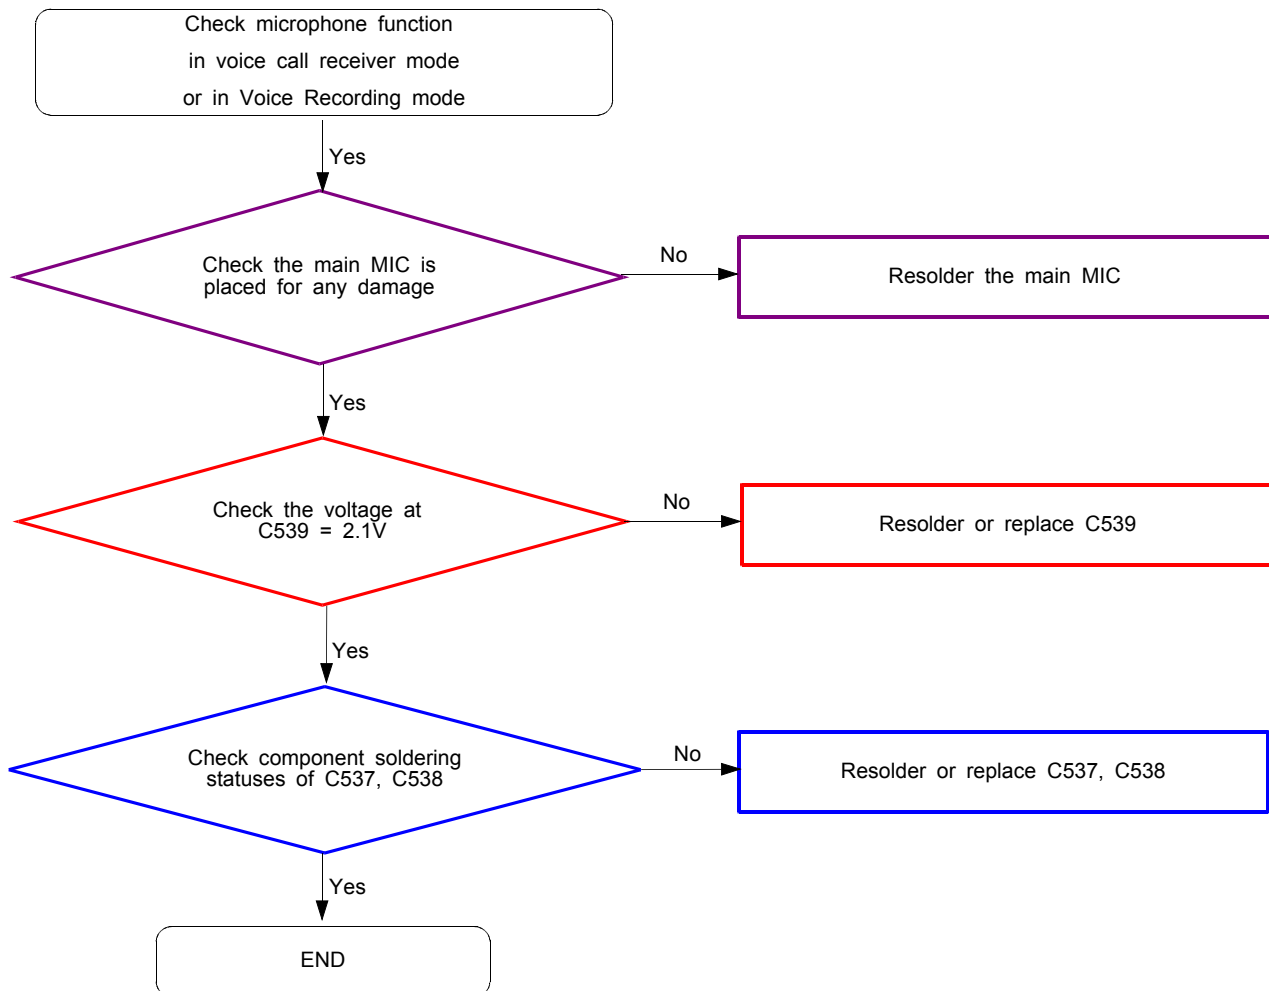 Check microphone function
in voice call receiver mode
or in Voice Recording mode
Yes
Check the main MIC is
placed for any damage
No
Resolder the main MIC
Yes
Check the voltage at
C539 = 2.1V
No
Resolder or replace C539
Yes
Check component soldering
statuses of C537, C538
No
Resolder or replace C537, C538
Yes
END